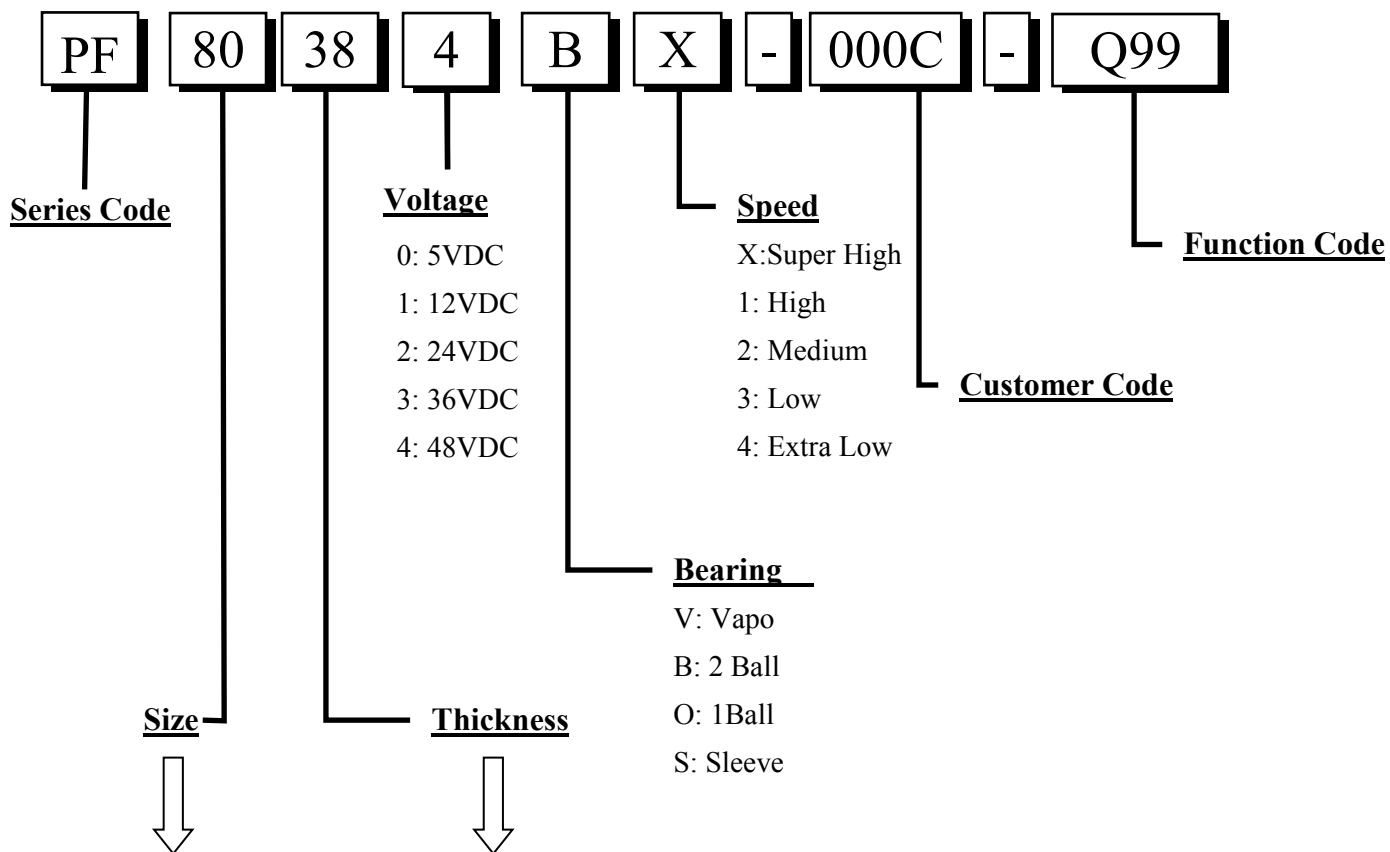 PF 80 38 4 B X - 000C - Q99
Series Code
Voltage
0: 5VDC
1: 12VDC
2: 24VDC
3: 36VDC
4: 48VDC
Speed
X:Super High
1: High
2: Medium
3: Low
4: Extra Low
Function Code
Customer Code
Bearing
V: Vapo
B: 2 Ball
O: 1Ball
S: Sleeve
Size
Thickness